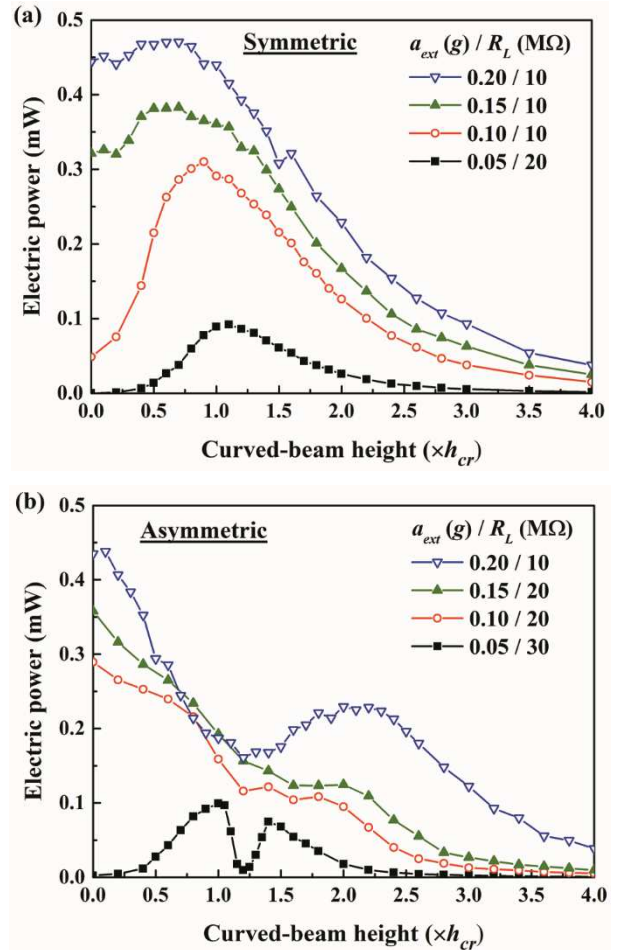 (a)
Symmetric
a_ext (g) / R_L (MΩ)
0.20 / 10
0.15 / 10
0.10 / 10
0.05 / 20
0.5
0.4
0.3
0.2
0.1
0.0
Electric power (mW)
0.0 0.5 1.0 1.5 2.0 2.5 3.0 3.5 4.0
Curved-beam height (×h_cr)
(b)
Asymmetric
a_ext (g) / R_L (MΩ)
0.20 / 10
0.15 / 20
0.10 / 20
0.05 / 30
0.5
0.4
0.3
0.2
0.1
0.0
Electric power (mW)
0.0 0.5 1.0 1.5 2.0 2.5 3.0 3.5 4.0
Curved-beam height (×h_cr)